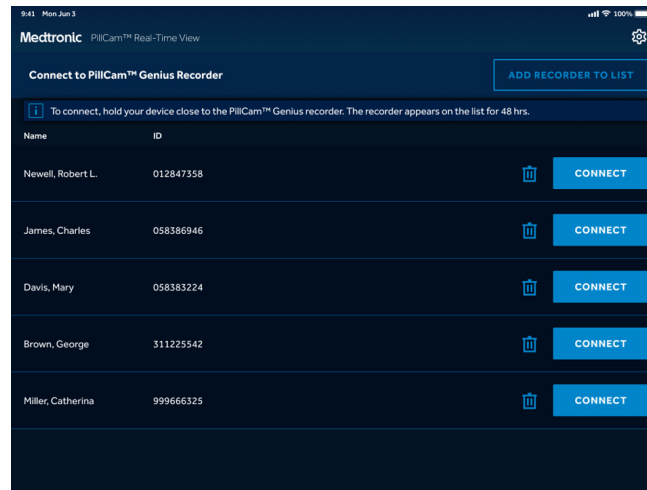 9:41 Mon Jun 3 100%
Medtronic PillCam™ Real-Time View
Connect to PillCam™ Genius Recorder ADD RECORDER TO LIST
i To connect, hold your device close to the PillCam™ Genius recorder. The recorder appears on the list for 48 hrs.
Name ID
Newell, Robert L. 012847358 CONNECT
James, Charles 058386946 CONNECT
Davis, Mary 058383224 CONNECT
Brown, George 311225542 CONNECT
Miller, Catherina 999666325 CONNECT